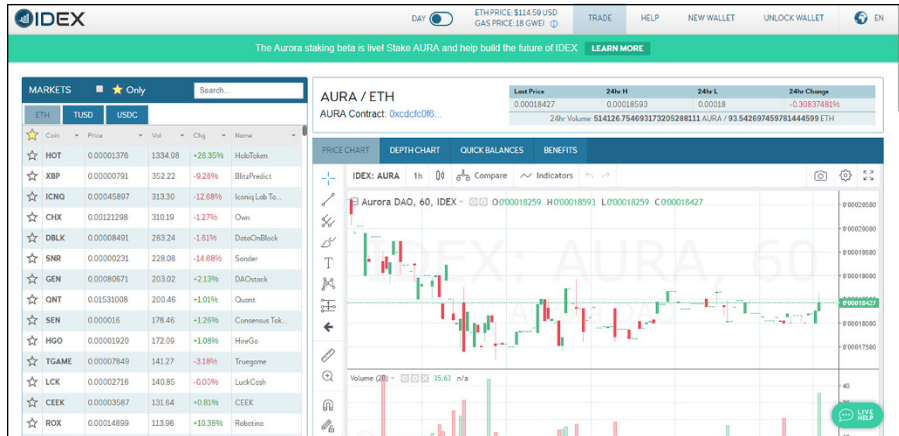 IDEX
DAY
ETH PRICE: $114.59 USD
GAS PRICE: 18 GWEI
TRADE
HELP
NEW WALLET
UNLOCK WALLET
EN
The Aurora staking beta is live! Stake AURA and help build the future of IDEX LEARN MORE
MARKETS Only Search...
ETH TUSD USDC
Coin Price Vol Chg Name
HOT 0.00001376 1334.98 +26.35% HoloToken
XBP 0.00000791 352.22 -9.28% BlitzPredict
ICNQ 0.00045897 313.30 -12.68% Iconiq Lab To...
CHX 0.00121298 310.19 -1.27% Own
DBLK 0.00008491 283.24 -1.61% DataOnBlock
SNR 0.00000231 228.08 -14.68% Sonder
GEN 0.00080671 203.02 +2.13% DAOstack
QNT 0.01531008 200.46 +1.01% Quant
SEN 0.000016 178.46 +1.26% Consensus Tok...
HGO 0.00001920 172.09 +1.08% HireGo
TGAME 0.00007849 141.27 -3.18% Truegame
LCK 0.00002716 140.85 -0.00% LuckCash
CEEK 0.00003587 131.64 +0.81% CEEK
ROX 0.00014899 113.96 +10.38% Robotina
AURA / ETH
AURA Contract: 0xcdcfc0f6...
Last Price 24hr H 24hr L 24hr Change
0.00018427 0.00018593 0.00018 -0.30837481%
24hr Volume: 514126.754693173205288111 AURA / 93.542697459781444599 ETH
PRICE CHART DEPTH CHART QUICK BALANCES BENEFITS
IDEX: AURA 1h Compare Indicators
Aurora DAO, 60, IDEX O0.00018259 H0.00018593 L0.00018259 C0.00018427
IDEX: AURA, 60
0.00020500
0.00020000
0.00019500
0.00019000
0.00018427
0.00018000
0.00017500
Volume (20) 35.63 n/a
40
LIVE HELP